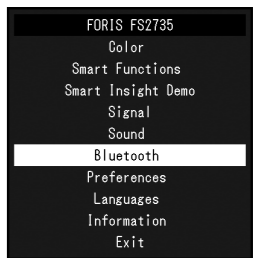 FORIS FS2735
Color
Smart Functions
Smart Insight Demo
Signal
Sound
Bluetooth
Preferences
Languages
Information
Exit